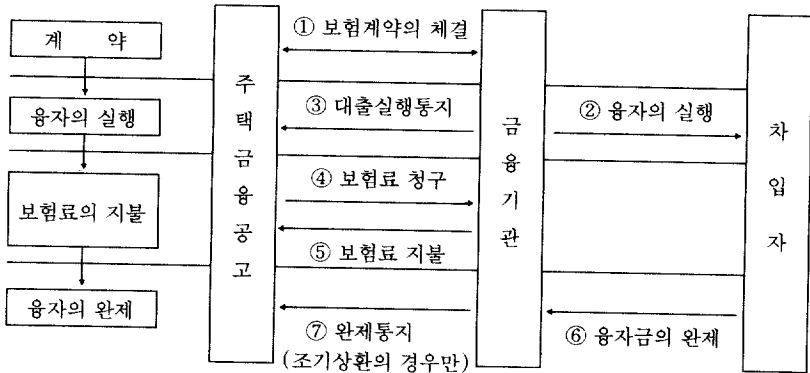 계 약
융자의 실행
보험료의 지불
융자의 완제
주택금융공고
① 보험계약의 체결
③ 대출실행통지
④ 보험료 청구
⑤ 보험료 지불
⑦ 완제통지
(조기상환의 경우만)
금융기관
② 융자의 실행
⑥ 융자금의 완제
차입자